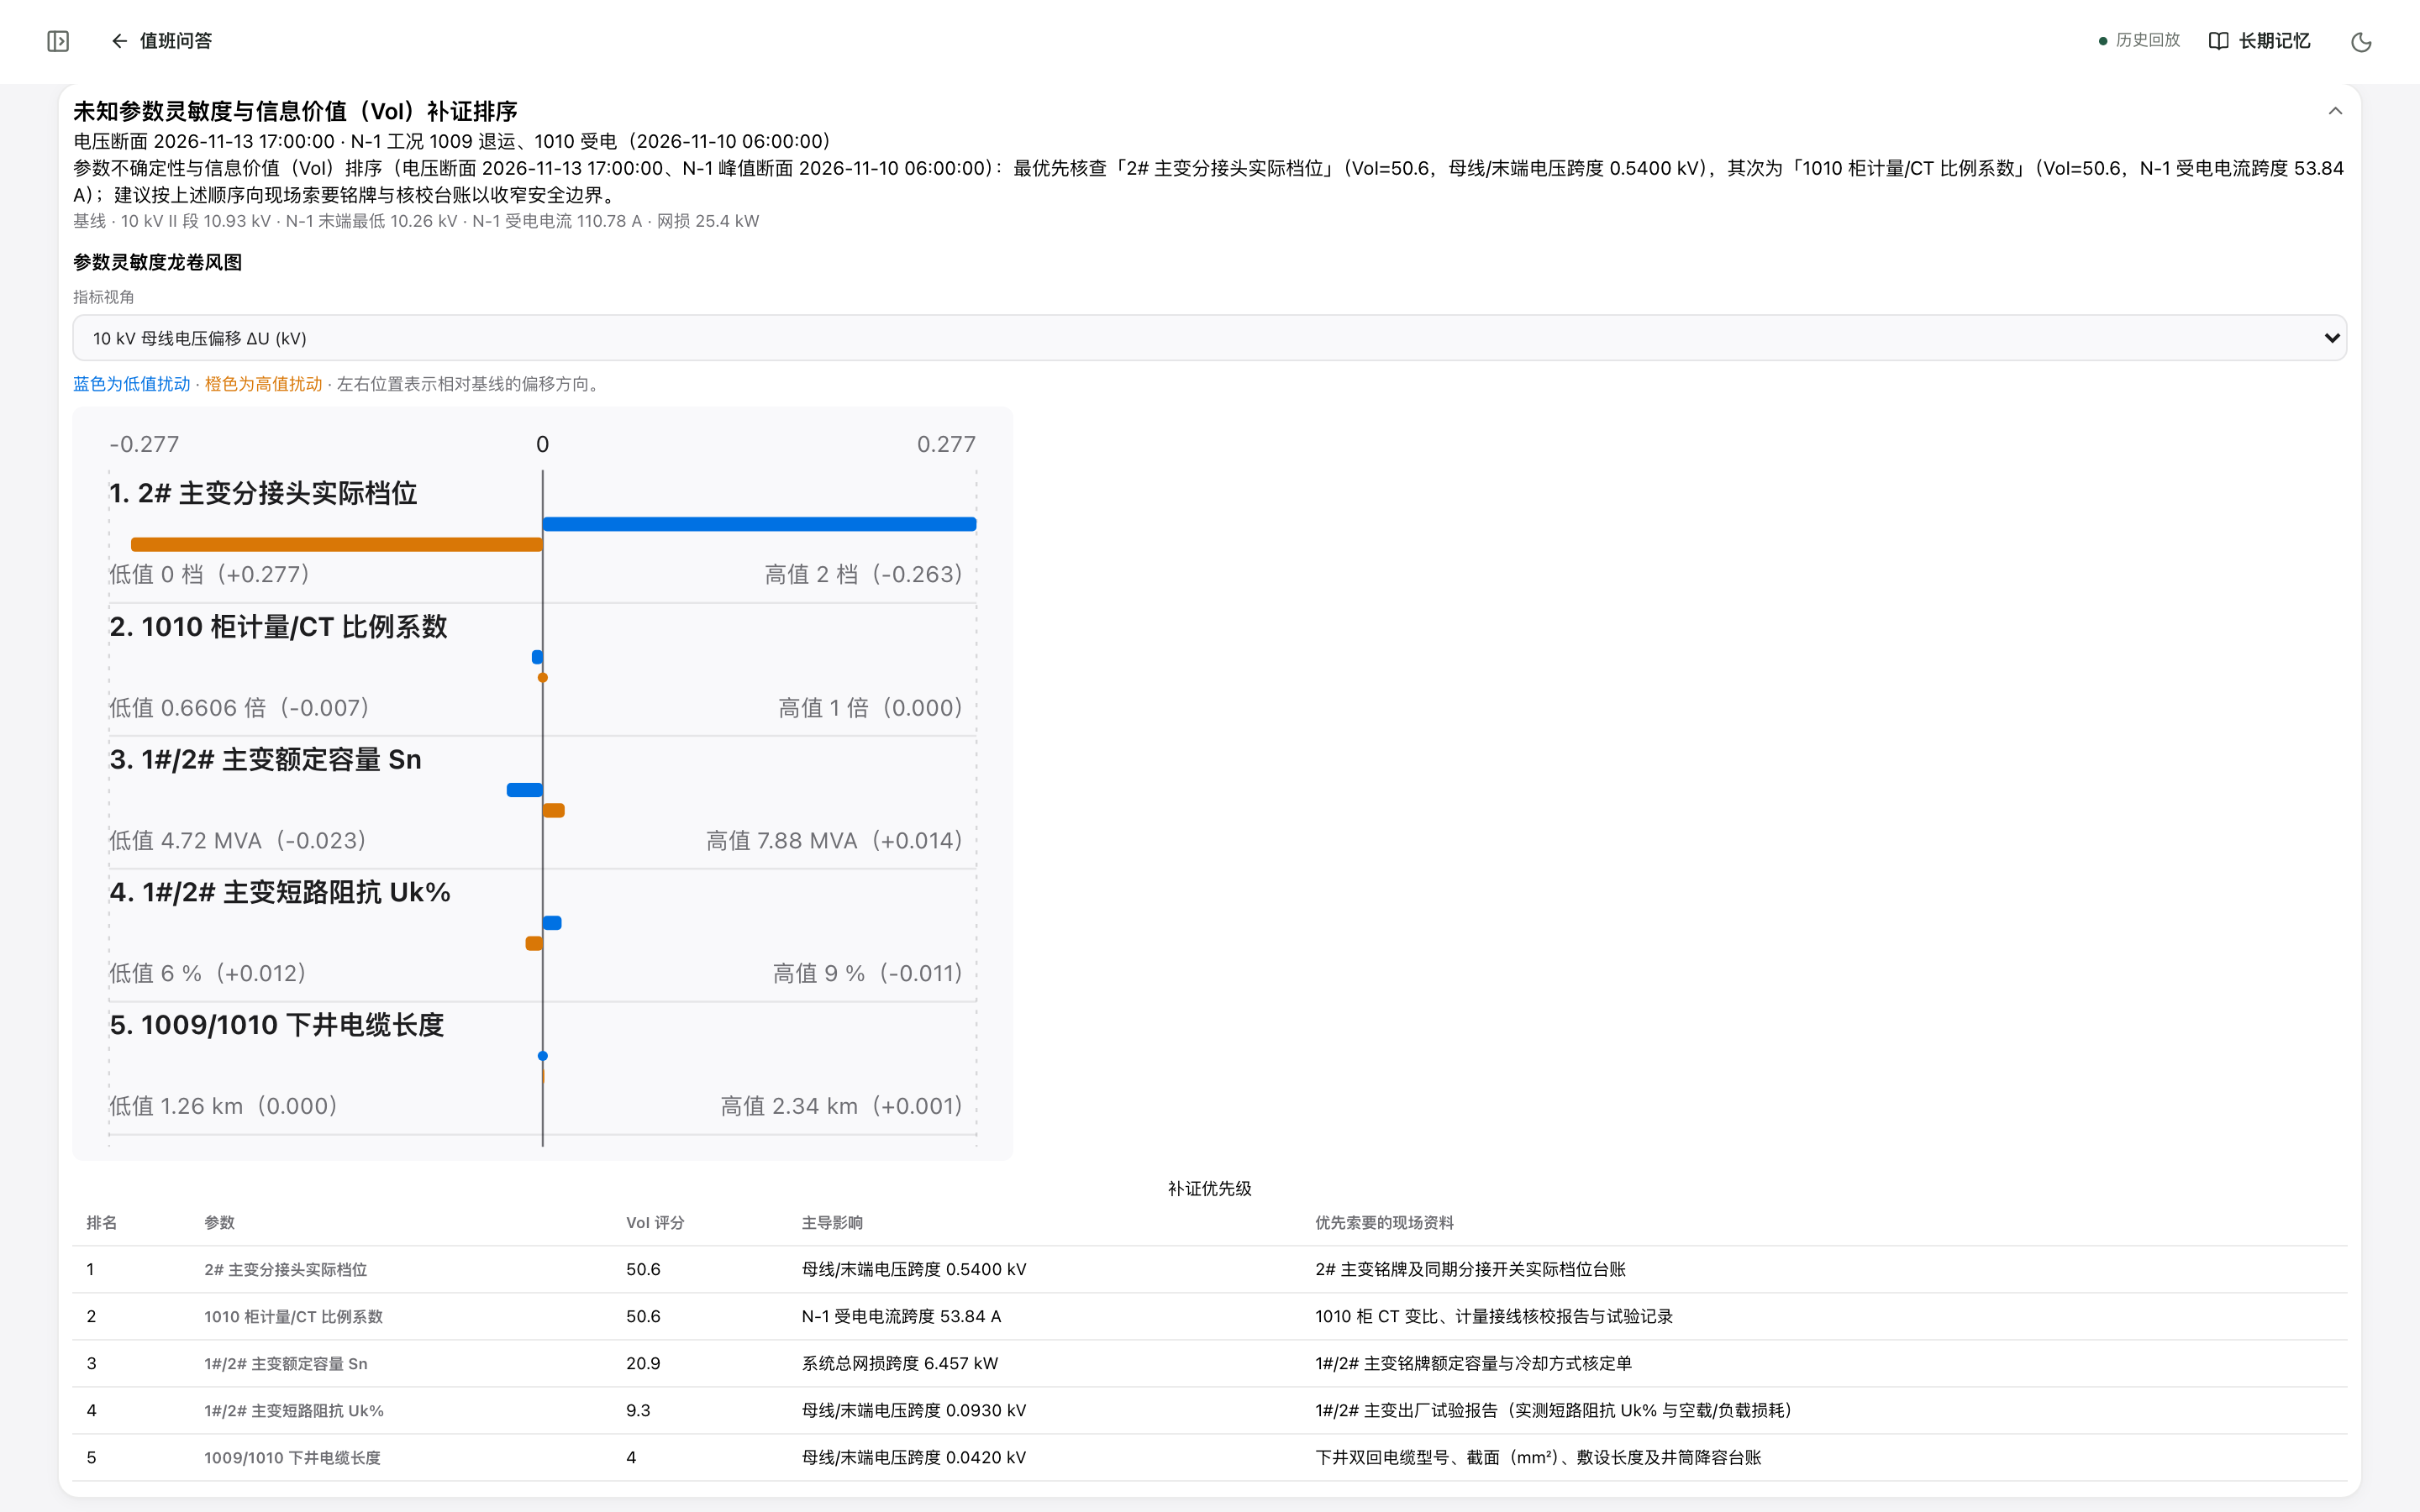 值班问答
历史回放
长期记忆
未知参数灵敏度与信息价值（VoI）补证排序
电压断面 2026-11-13 17:00:00 · N-1 工况 1009 退运、1010 受电（2026-11-10 06:00:00）
参数不确定性与信息价值（VoI）排序（电压断面 2026-11-13 17:00:00、N-1 峰值断面 2026-11-10 06:00:00）：最优先核查「2# 主变分接头实际档位」（VoI=50.6，母线/末端电压跨度 0.5400 kV），其次为「1010 柜计量/CT 比例系数」（VoI=50.6，N-1 受电电流跨度 53.84
A）；建议按上述顺序向现场索要铭牌与核校台账以收窄安全边界。
基线 · 10 kV II 段 10.93 kV · N-1 末端最低 10.26 kV · N-1 受电电流 110.78 A · 网损 25.4 kW
参数灵敏度龙卷风图
指标视角
10 kV 母线电压偏移 ΔU (kV)
蓝色为低值扰动 · 橙色为高值扰动 · 左右位置表示相对基线的偏移方向。
-0.277 0 0.277
1. 2# 主变分接头实际档位
低值 0 档（+0.277） 高值 2 档（-0.263）
2. 1010 柜计量/CT 比例系数
低值 0.6606 倍（-0.007） 高值 1 倍（0.000）
3. 1#/2# 主变额定容量 Sn
低值 4.72 MVA（-0.023） 高值 7.88 MVA（+0.014）
4. 1#/2# 主变短路阻抗 Uk%
低值 6 %（+0.012） 高值 9 %（-0.011）
5. 1009/1010 下井电缆长度
低值 1.26 km（0.000） 高值 2.34 km（+0.001）
补证优先级
排名 参数 VoI 评分 主导影响 优先索要的现场资料
1 2# 主变分接头实际档位 50.6 母线/末端电压跨度 0.5400 kV 2# 主变铭牌及同期分接开关实际档位台账
2 1010 柜计量/CT 比例系数 50.6 N-1 受电电流跨度 53.84 A 1010 柜 CT 变比、计量接线核校报告与试验记录
3 1#/2# 主变额定容量 Sn 20.9 系统总网损跨度 6.457 kW 1#/2# 主变铭牌额定容量与冷却方式核定单
4 1#/2# 主变短路阻抗 Uk% 9.3 母线/末端电压跨度 0.0930 kV 1#/2# 主变出厂试验报告（实测短路阻抗 Uk% 与空载/负载损耗）
5 1009/1010 下井电缆长度 4 母线/末端电压跨度 0.0420 kV 下井双回电缆型号、截面（mm²）、敷设长度及井筒降容台账